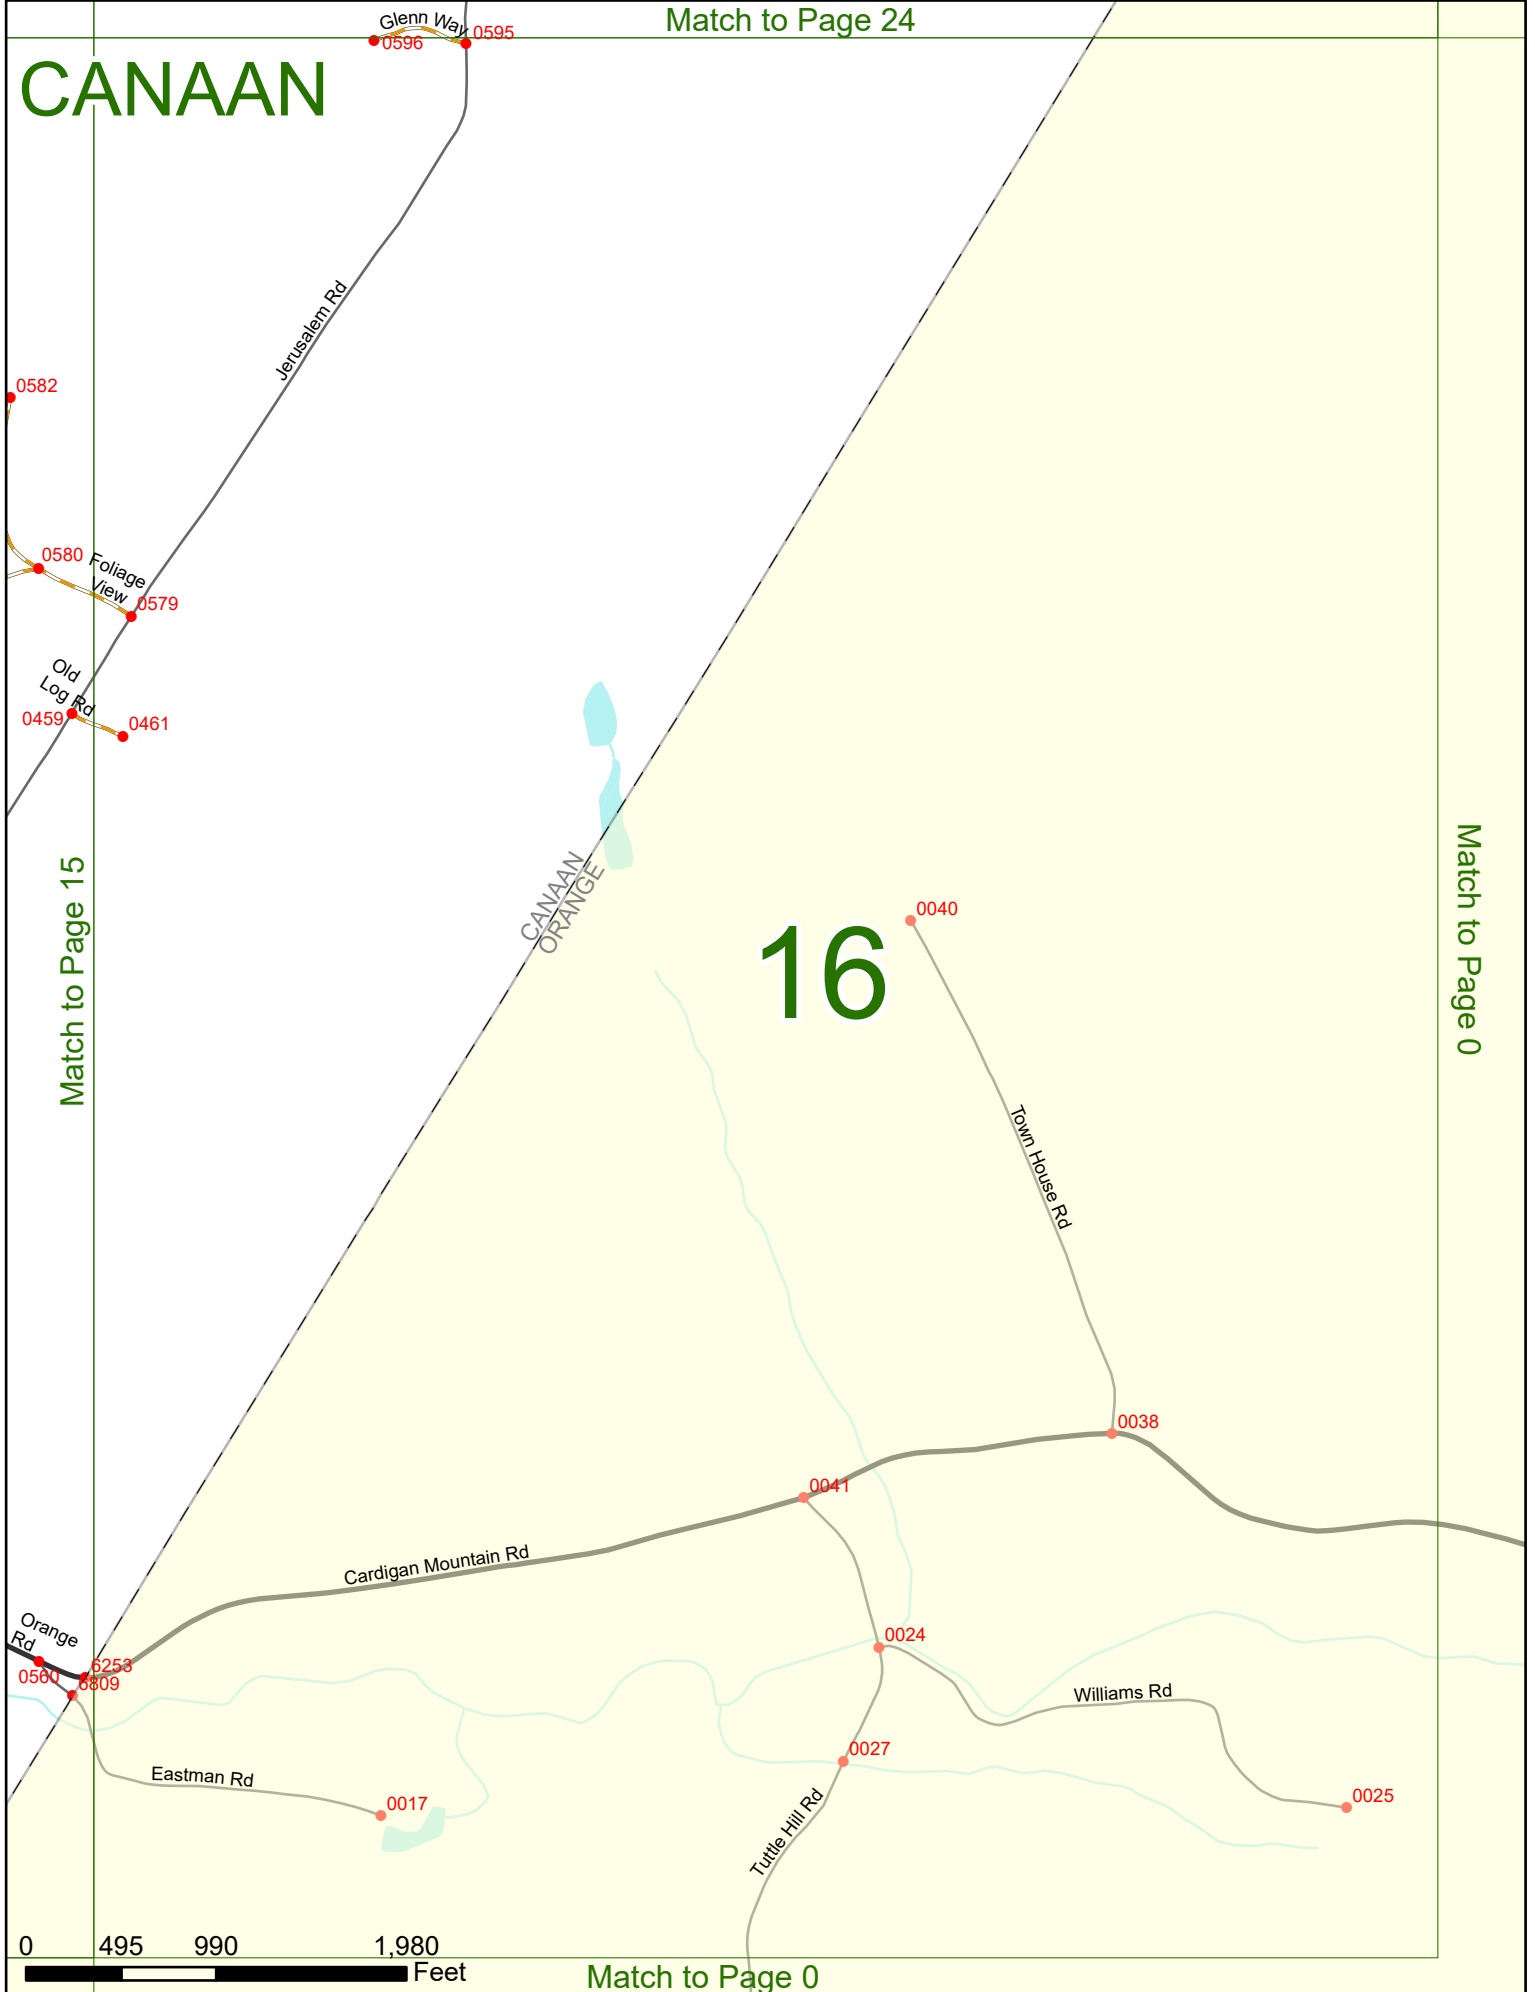 Match to Page 24
Glenn Way
0595
0596
CANAAN
Jerusalem Rd
0582
0580
Foliage
View
0579
Old
Log Rd
0459
0461
Match to Page 15
CANAAN
ORANGE
16
0040
Match to Page 0
Town House Rd
0038
0041
Cardigan Mountain Rd
Orange
Rd
0560
6253
6809
0024
Williams Rd
0027
Eastman Rd
0017
0025
Tuttle Hill Rd
0 495 990 1,980
Feet
Match to Page 0